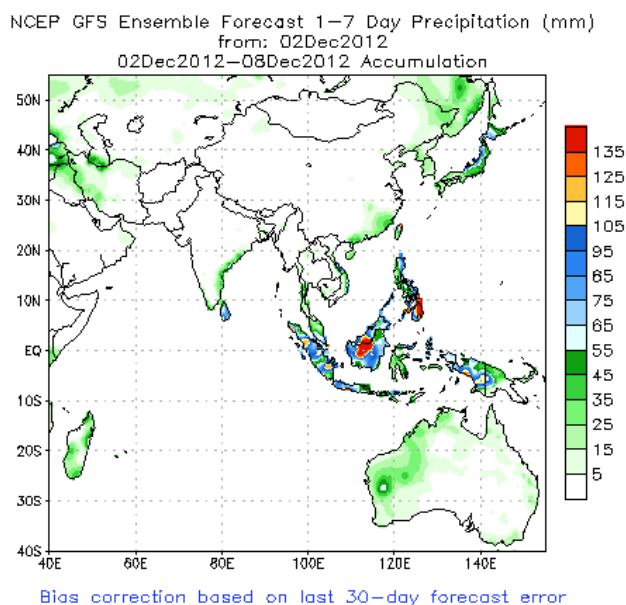 NCEP GFS Ensemble Forecast 1-7 Day Precipitation (mm)
from: 02Dec2012
02Dec2012-08Dec2012 Accumulation
50N
40N
30N
20N
10N
EQ
10S
20S
30S
40S
40E
60E
80E
100E
120E
140E
135
125
115
105
95
65
75
65
55
45
35
25
15
5
Bias correction based on last 30-day forecast error